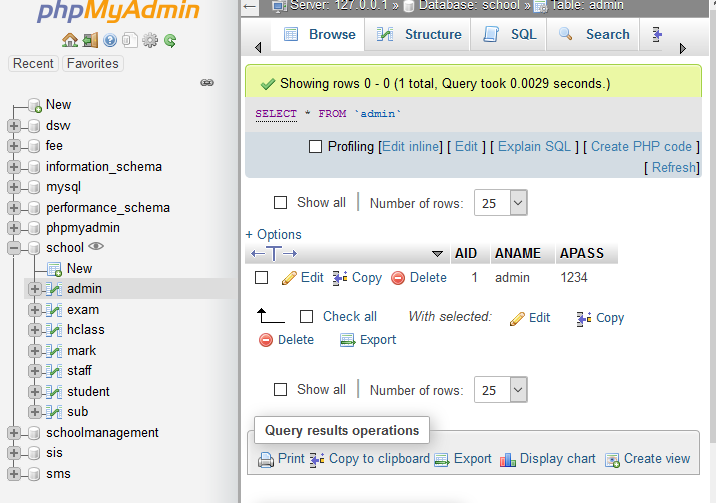 phpMyAdmin
Recent Favorites
New
dsw
fee
information_schema
mysql
performance_schema
phpmyadmin
school
New
admin
exam
hclass
mark
staff
student
sub
schoolmanagement
sis
sms
Server: 127.0.0.1 » Database: school » Table: admin
Browse Structure SQL Search
Showing rows 0 - 0 (1 total, Query took 0.0029 seconds.)
SELECT * FROM `admin`
Profiling [Edit inline] [ Edit ] [ Explain SQL ] [ Create PHP code ]
[ Refresh]
Show all Number of rows: 25
+ Options
←T→ AID ANAME APASS
Edit Copy Delete 1 admin 1234
Check all With selected: Edit Copy
Delete Export
Show all Number of rows: 25
Query results operations
Print Copy to clipboard Export Display chart Create view